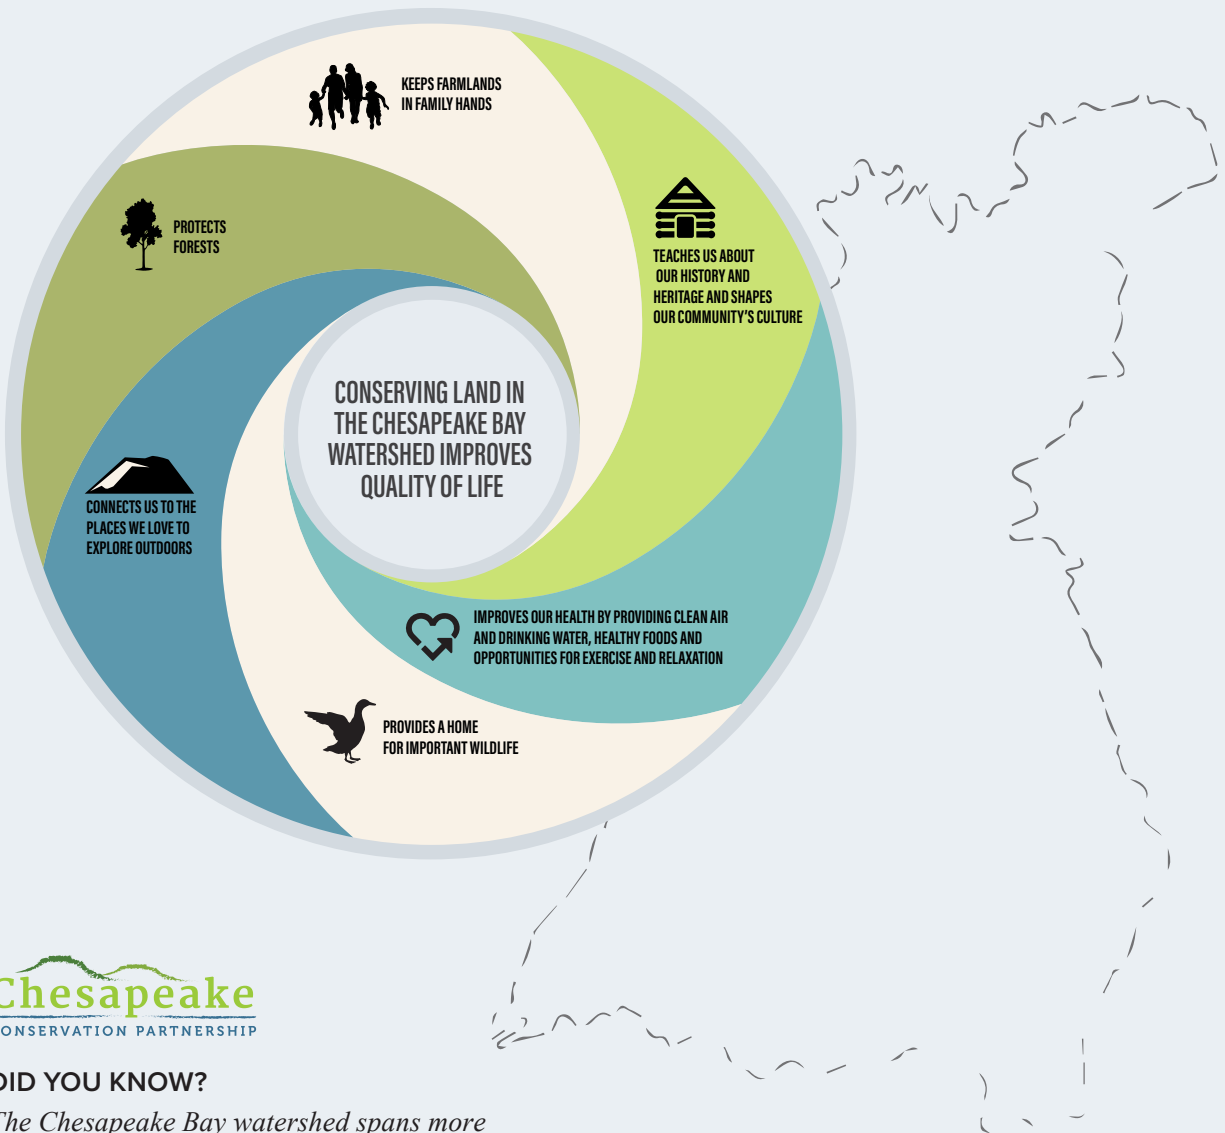 KEEPS FARMLANDS
IN FAMILY HANDS
PROTECTS
FORESTS
TEACHES US ABOUT
OUR HISTORY AND
HERITAGE AND SHAPES
OUR COMMUNITY'S CULTURE
CONSERVING LAND IN
THE CHESAPEAKE BAY
WATERSHED IMPROVES
QUALITY OF LIFE
CONNECTS US TO THE
PLACES WE LOVE TO
EXPLORE OUTDOORS
IMPROVES OUR HEALTH BY PROVIDING CLEAN AIR
AND DRINKING WATER, HEALTHY FOODS AND
OPPORTUNITIES FOR EXERCISE AND RELAXATION
PROVIDES A HOME
FOR IMPORTANT WILDLIFE
Chesapeake
ONSERVATION PARTNERSHIP
DID YOU KNOW?
The Chesapeake Bay watershed spans more